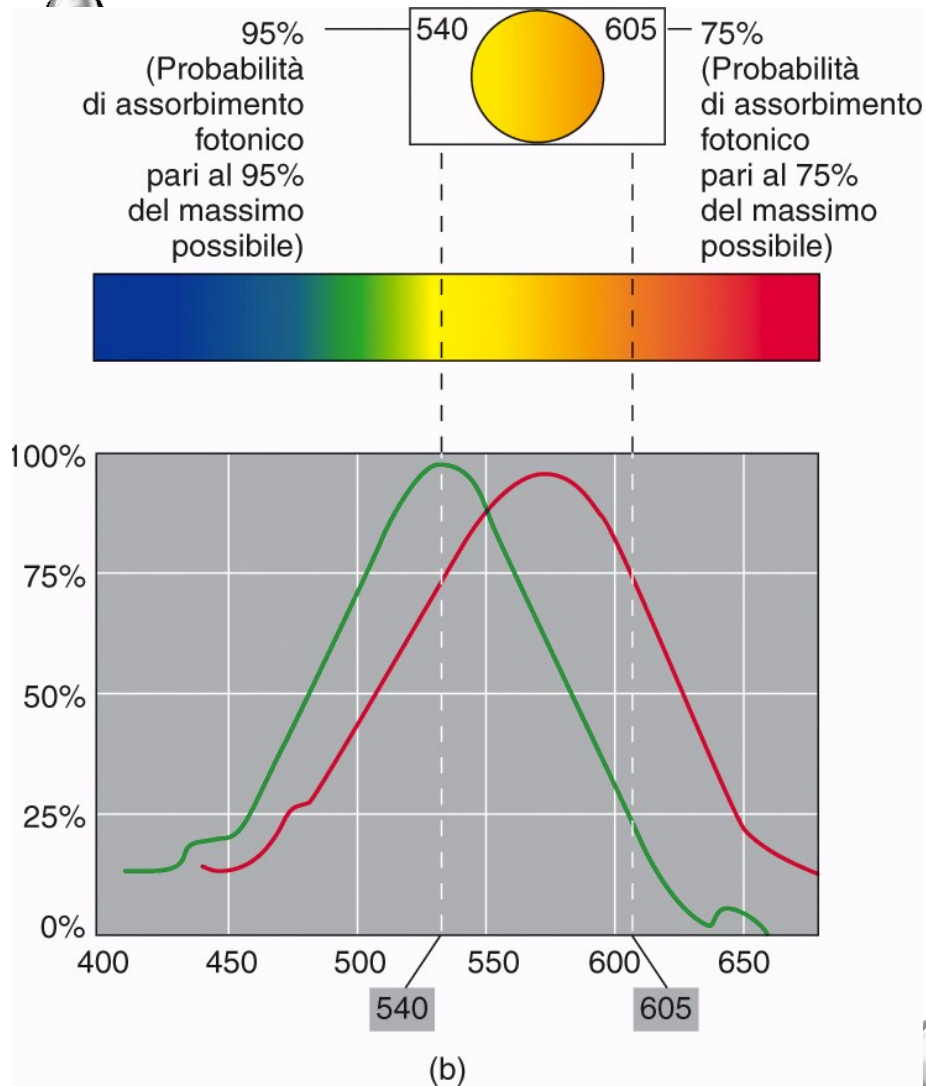 95%
(Probabilità
di assorbimento
fotonico
pari al 95%
del massimo
possibile)
540
605
75%
(Probabilità
di assorbimento
fotonico
pari al 75%
del massimo
possibile)
100%
75%
50%
25%
0%
400 450 500 550 600 650
540 605
(b)